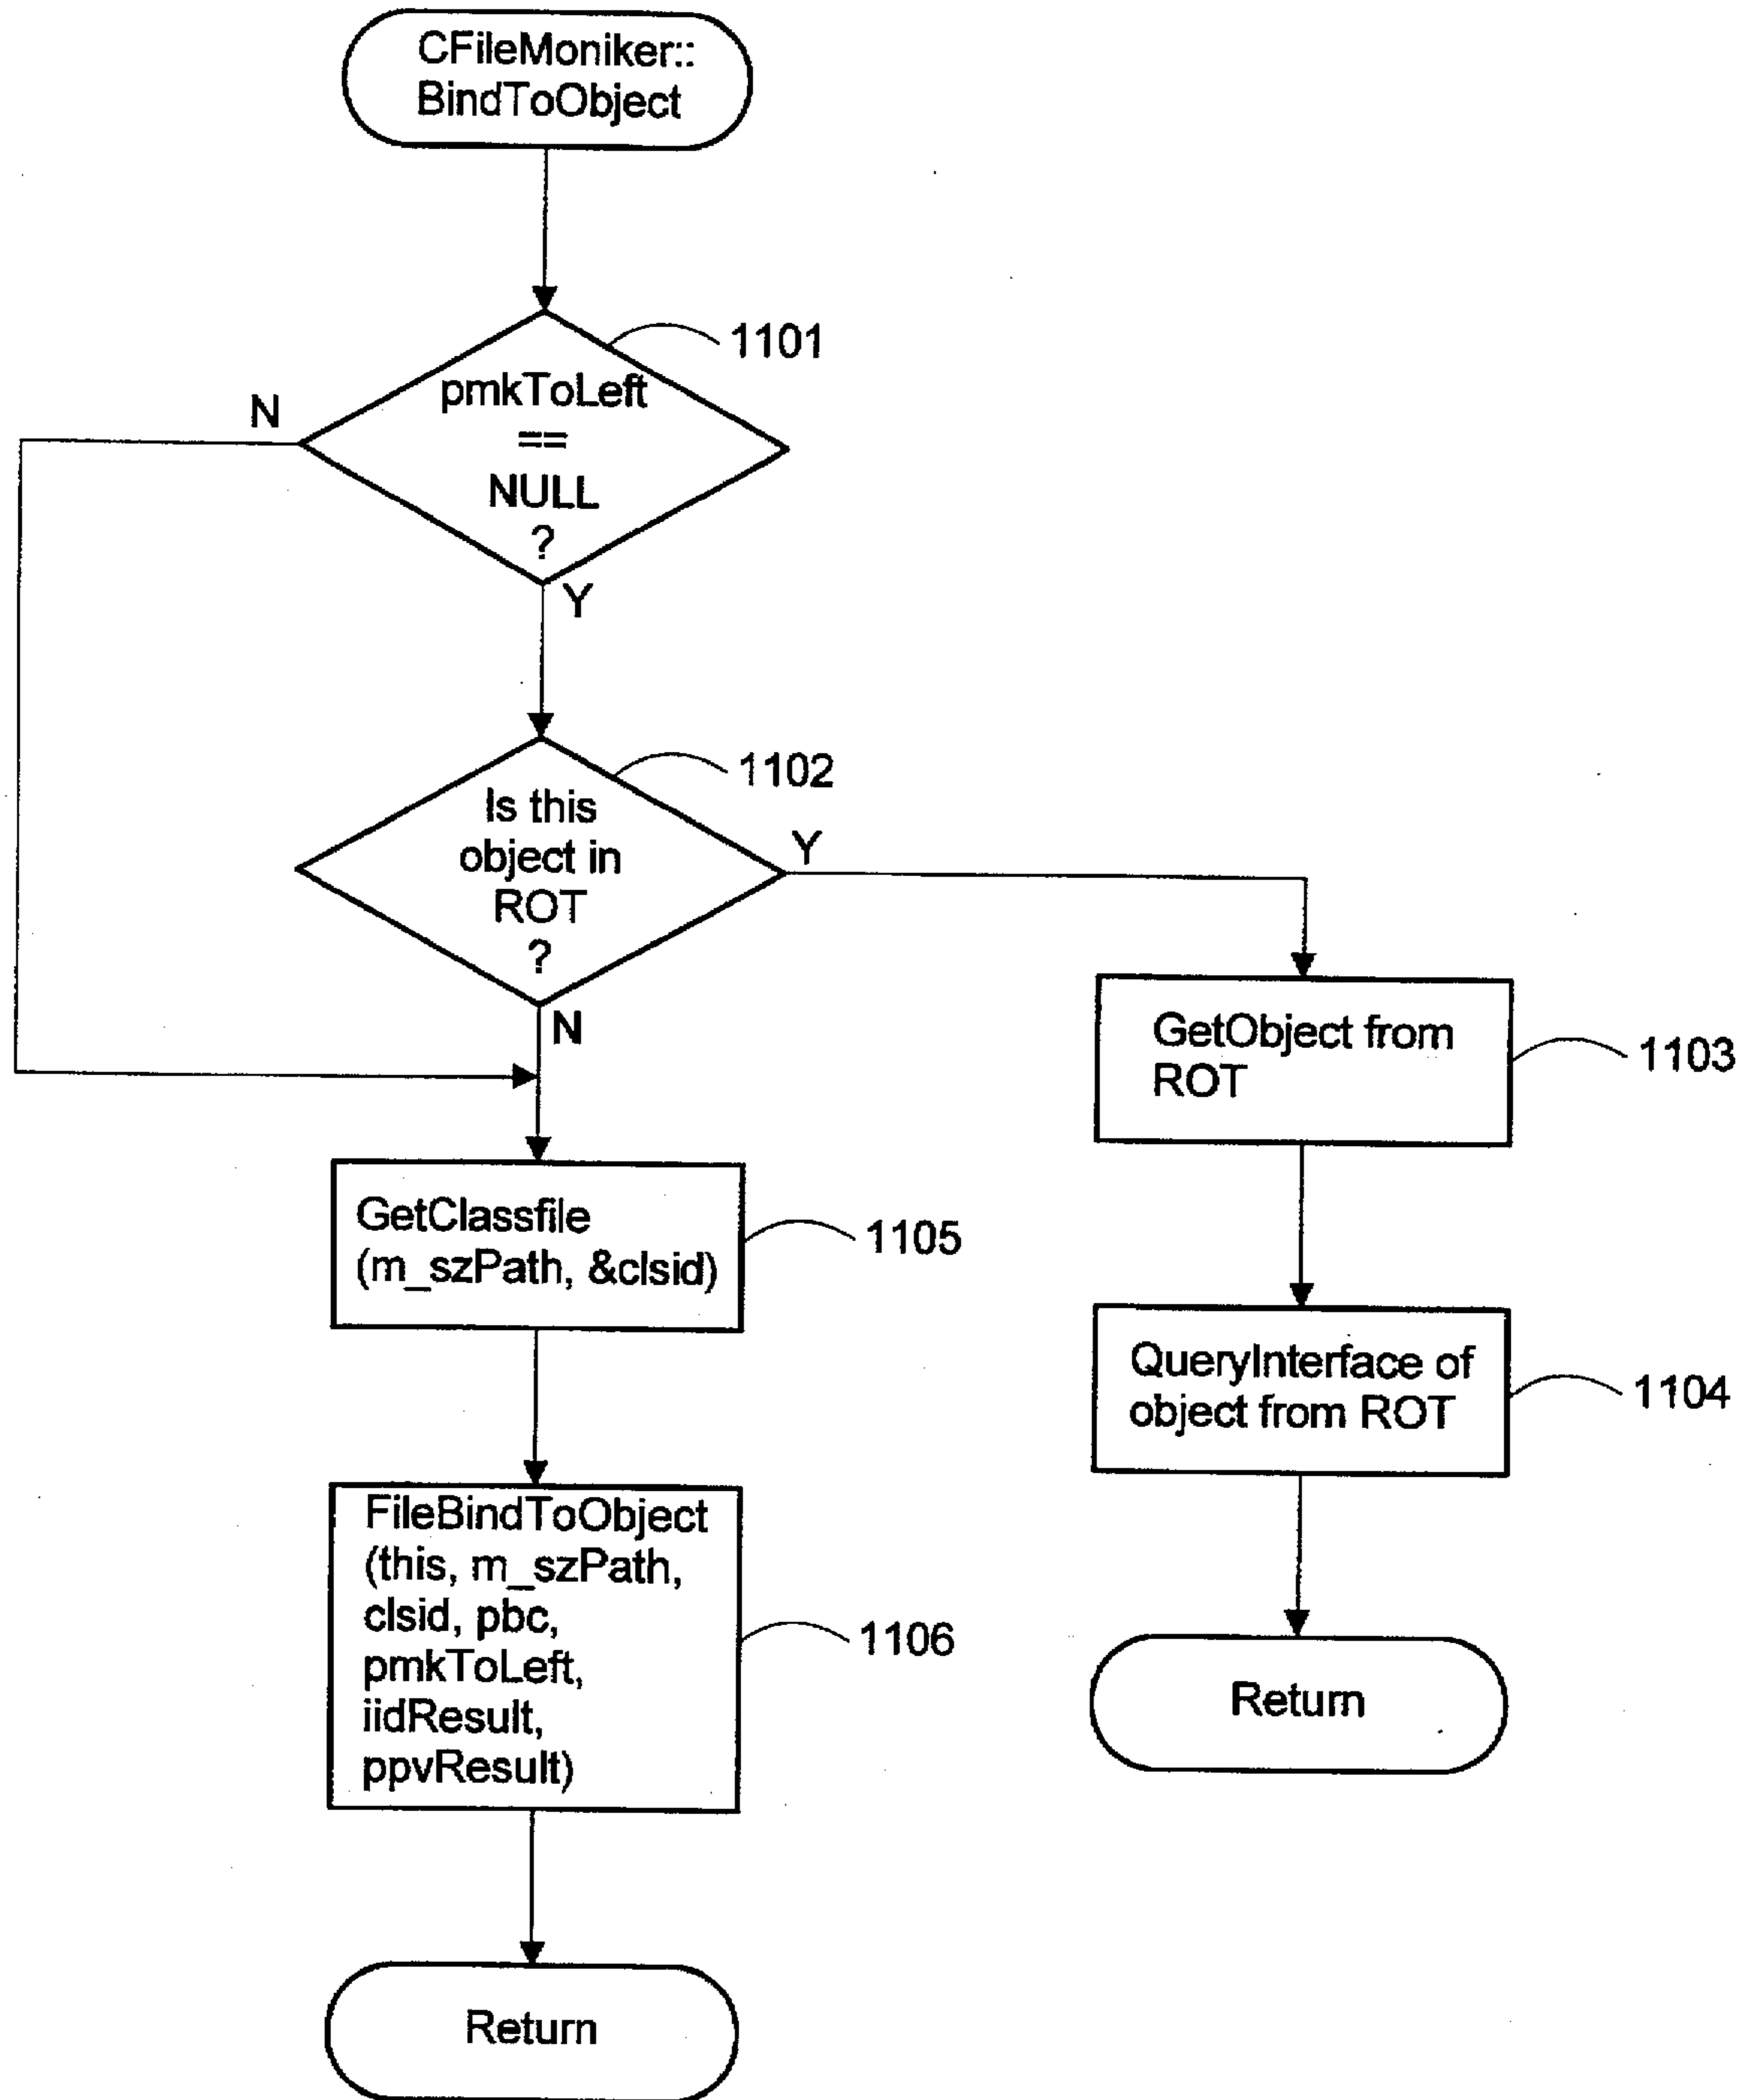 CFileMoniker::
BindToObject
1101
pmkToLeft
==
NULL
?
N
Y
1102
Is this
object in
ROT
?
Y
N
GetObject from
ROT
1103
GetClassfile
(m_szPath, &clsid)
1105
QueryInterface of
object from ROT
1104
FileBindToObject
(this, m_szPath,
clsid, pbc,
pmkToLeft,
iidResult,
ppvResult)
1106
Return
Return